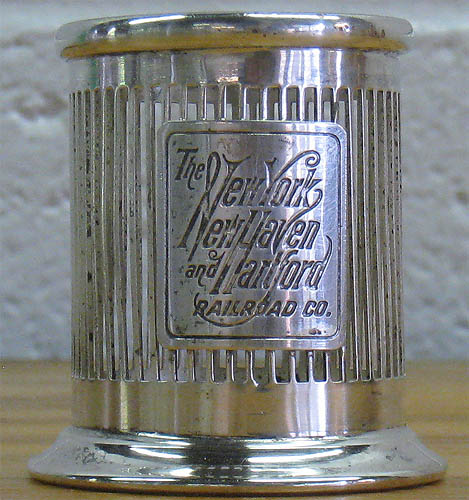 The
New York
New Haven
and Hartford
RAILROAD CO.